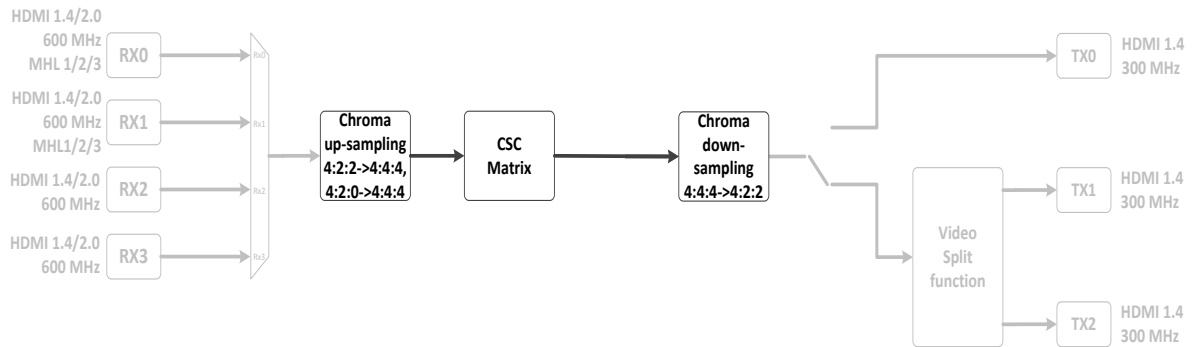 HDMI 1.4/2.0
600 MHz
MHL 1/2/3
RX0
Rx0
HDMI 1.4/2.0
600 MHz
MHL1/2/3
RX1
Rx1
HDMI 1.4/2.0
600 MHz
RX2
Rx2
HDMI 1.4/2.0
600 MHz
RX3
Rx3
Chroma
up-sampling
4:2:2->4:4:4,
4:2:0->4:4:4
CSC
Matrix
Chroma
down-
sampling
4:4:4->4:2:2
TX0
HDMI 1.4
300 MHz
Video
Split
function
TX1
HDMI 1.4
300 MHz
TX2
HDMI 1.4
300 MHz